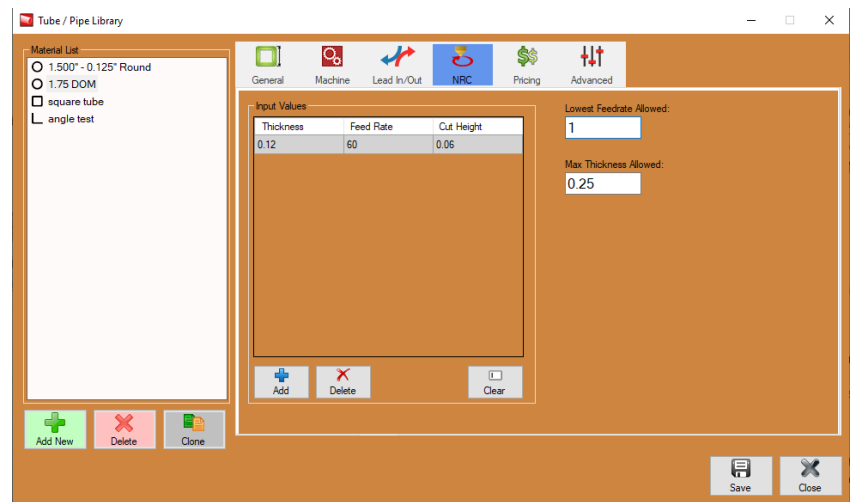 Tube / Pipe Library
Material List
1.500" - 0.125" Round
1.75 DOM
square tube
angle test
Add New
Delete
Clone
General
Machine
Lead In/Out
NRC
Pricing
Advanced
Input Values
Thickness Feed Rate Cut Height
0.12 60 0.06
Add
Delete
Clear
Lowest Feedrate Allowed:
1
Max Thickness Allowed:
0.25
Save
Close